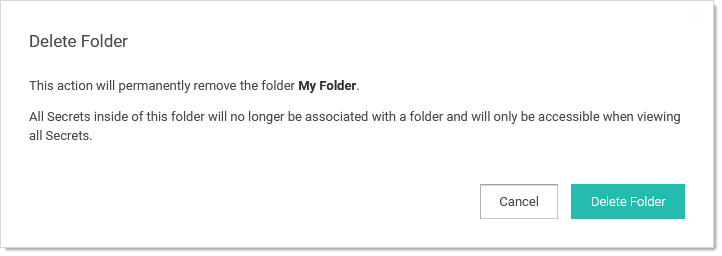 Delete Folder
This action will permanently remove the folder My Folder.
All Secrets inside of this folder will no longer be associated with a folder and will only be accessible when viewing
all Secrets.
Cancel
Delete Folder